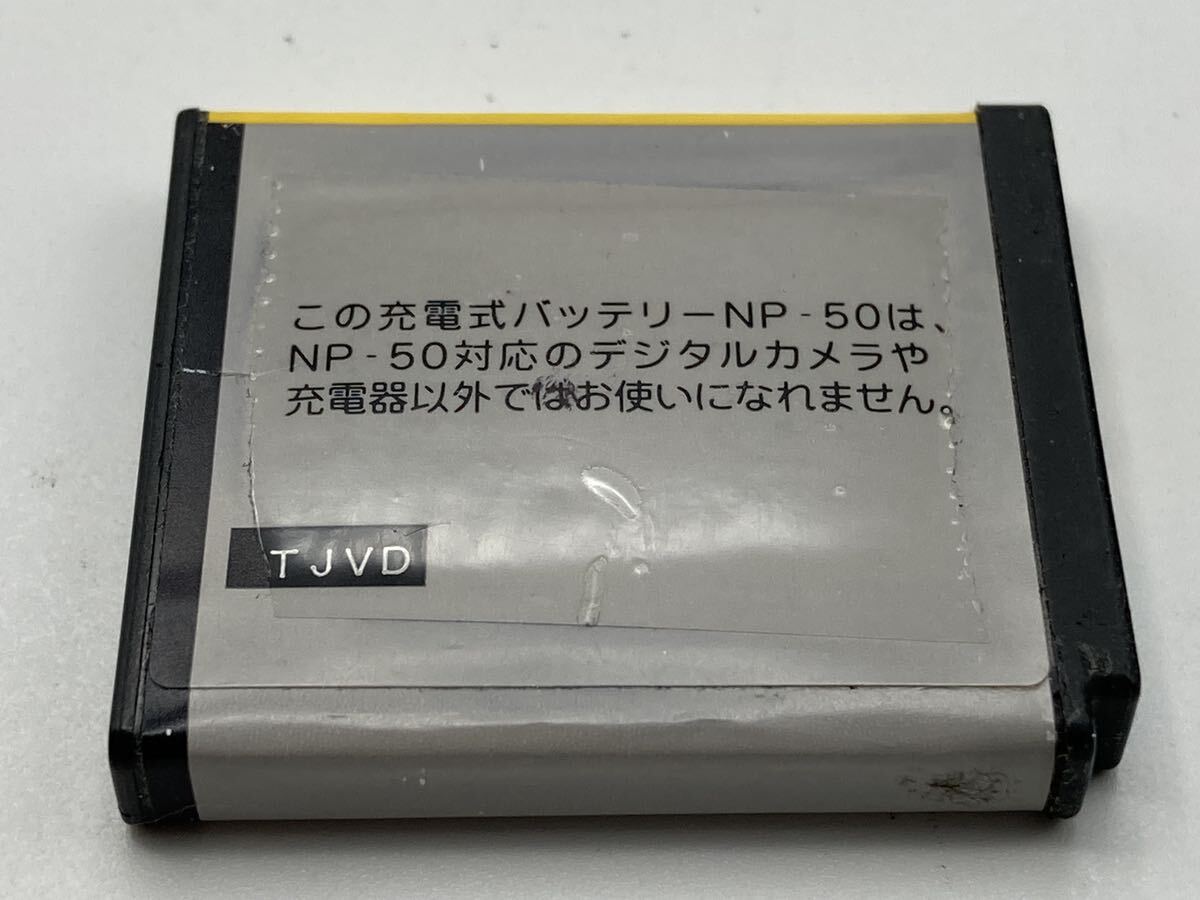 この充電式バッテリーNP-50は、
NP-50対応のデジタルカメラや
充電器以外ではお使いになれません。
TJVD